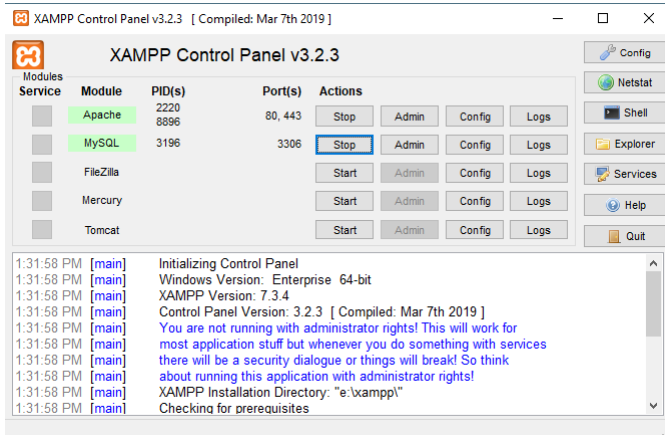 XAMPP Control Panel v3.2.3 [ Compiled: Mar 7th 2019 ]
XAMPP Control Panel v3.2.3
Config
Modules
Service Module PID(s) Port(s) Actions
Netstat
Apache 2220 8896 80, 443 Stop Admin Config Logs
Shell
MySQL 3196 3306 Stop Admin Config Logs
Explorer
FileZilla Start Admin Config Logs
Services
Mercury Start Admin Config Logs
Help
Tomcat Start Admin Config Logs
Quit
1:31:58 PM [main] Initializing Control Panel
1:31:58 PM [main] Windows Version: Enterprise 64-bit
1:31:58 PM [main] XAMPP Version: 7.3.4
1:31:58 PM [main] Control Panel Version: 3.2.3 [ Compiled: Mar 7th 2019 ]
1:31:58 PM [main] You are not running with administrator rights! This will work for
1:31:58 PM [main] most application stuff but whenever you do something with services
1:31:58 PM [main] there will be a security dialogue or things will break! So think
1:31:58 PM [main] about running this application with administrator rights!
1:31:58 PM [main] XAMPP Installation Directory: "e:\xampp\"
1:31:58 PM [main] Checking for prerequisites